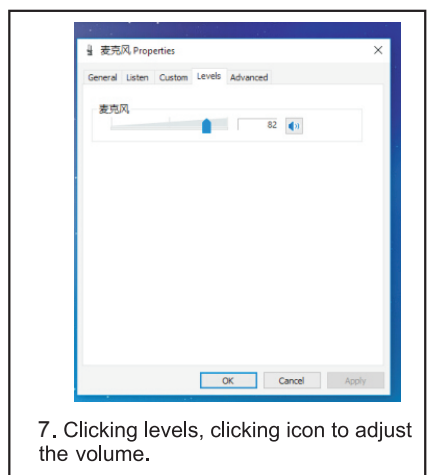 麦克风 Properties
General Listen Custom Levels Advanced
麦克风
82
OK Cancel Apply
7. Clicking levels, clicking icon to adjust
the volume.